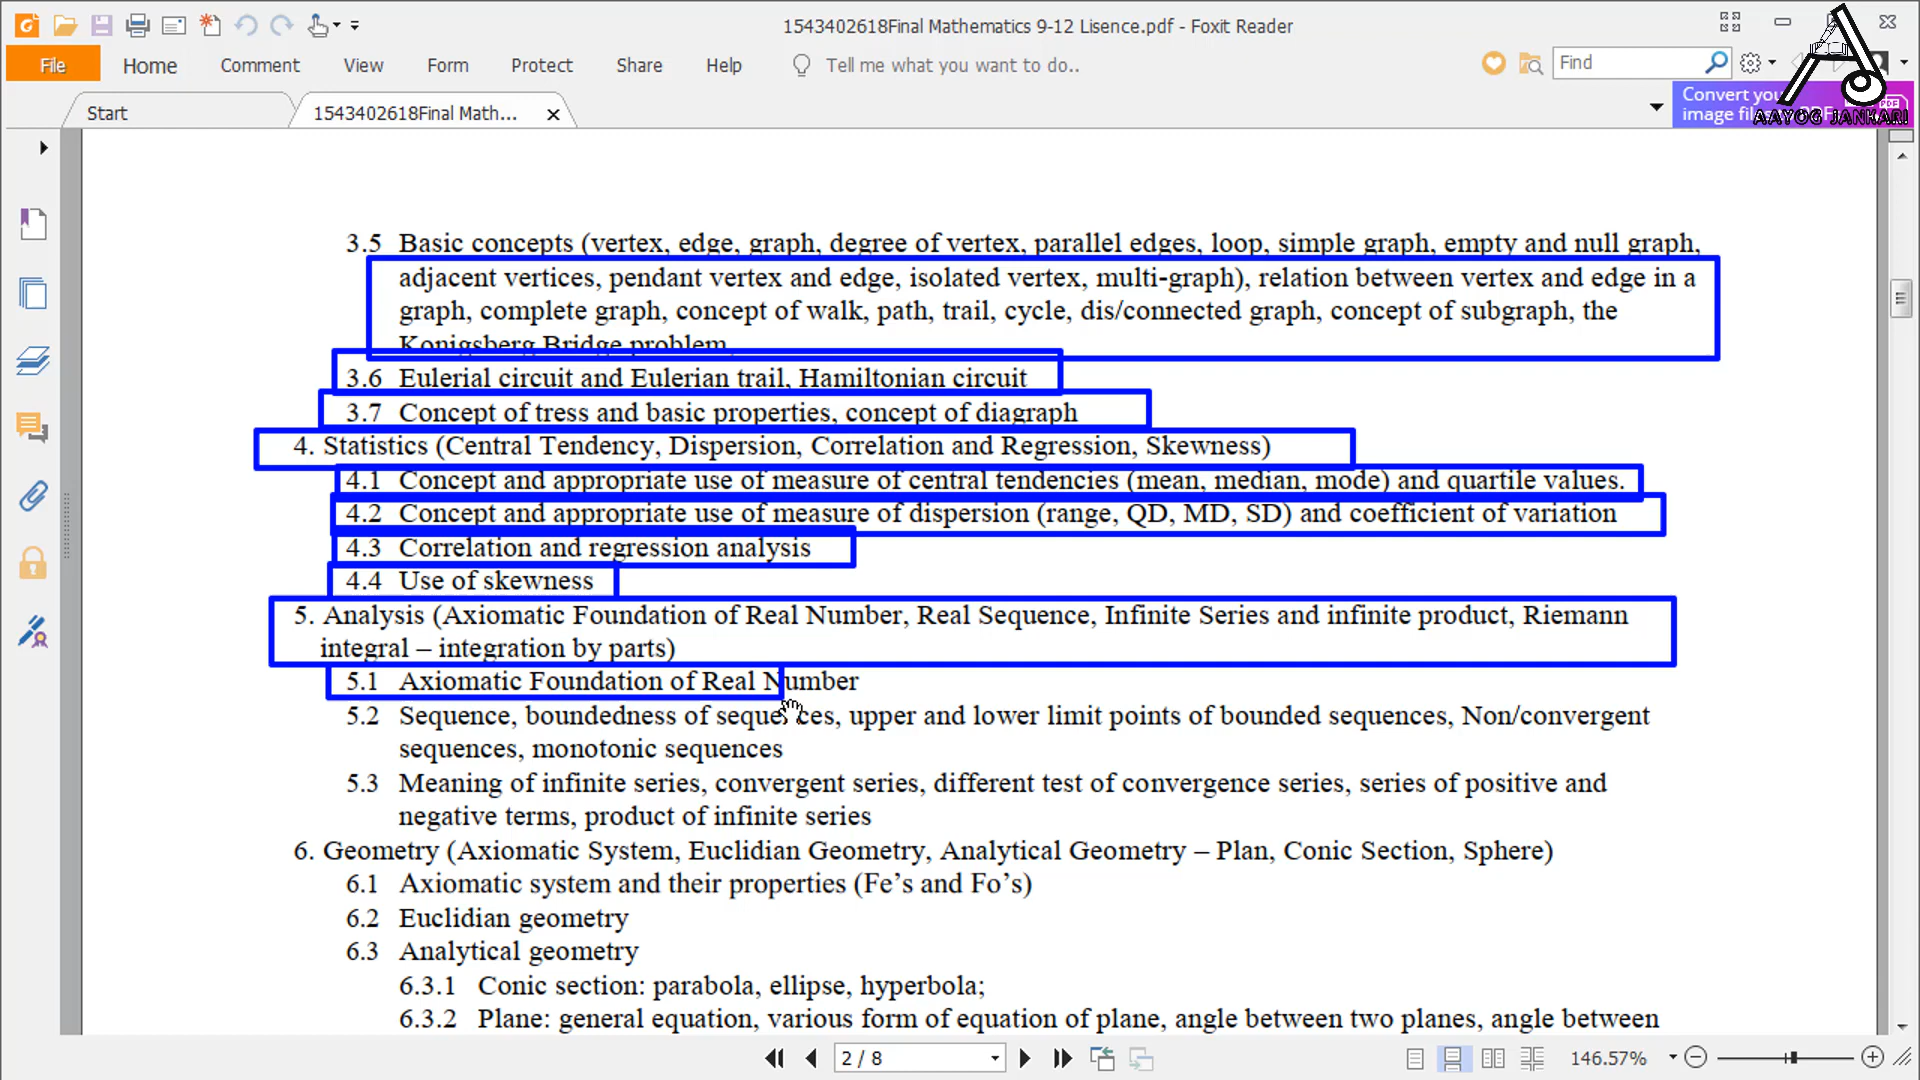 1543402618Final Mathematics 9-12 Lisence.pdf - Foxit Reader
File Home Comment View Form Protect Share Help Tell me what you want to do.. Find
Start 1543402618Final Math...
Convert you
image file
AAYOG JANKARI
3.5 Basic concepts (vertex, edge, graph, degree of vertex, parallel edges, loop, simple graph, empty and null graph,
adjacent vertices, pendant vertex and edge, isolated vertex, multi-graph), relation between vertex and edge in a
graph, complete graph, concept of walk, path, trail, cycle, dis/connected graph, concept of subgraph, the
Konigsberg Bridge problem
3.6 Eulerial circuit and Eulerian trail, Hamiltonian circuit
3.7 Concept of tress and basic properties, concept of diagraph
4. Statistics (Central Tendency, Dispersion, Correlation and Regression, Skewness)
4.1 Concept and appropriate use of measure of central tendencies (mean, median, mode) and quartile values.
4.2 Concept and appropriate use of measure of dispersion (range, QD, MD, SD) and coefficient of variation
4.3 Correlation and regression analysis
4.4 Use of skewness
5. Analysis (Axiomatic Foundation of Real Number, Real Sequence, Infinite Series and infinite product, Riemann
integral – integration by parts)
5.1 Axiomatic Foundation of Real Number
5.2 Sequence, boundedness of sequences, upper and lower limit points of bounded sequences, Non/convergent
sequences, monotonic sequences
5.3 Meaning of infinite series, convergent series, different test of convergence series, series of positive and
negative terms, product of infinite series
6. Geometry (Axiomatic System, Euclidian Geometry, Analytical Geometry – Plan, Conic Section, Sphere)
6.1 Axiomatic system and their properties (Fe’s and Fo’s)
6.2 Euclidian geometry
6.3 Analytical geometry
6.3.1 Conic section: parabola, ellipse, hyperbola;
6.3.2 Plane: general equation, various form of equation of plane, angle between two planes, angle between
2 / 8 146.57%